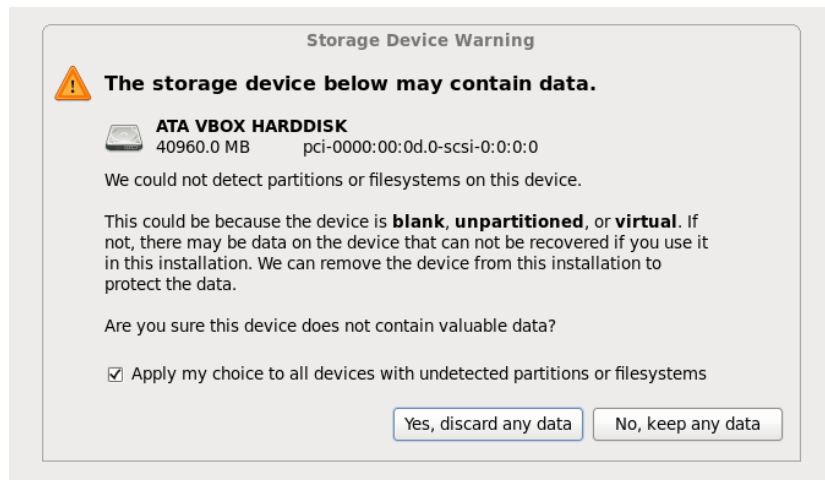 Storage Device Warning
The storage device below may contain data.
ATA VBOX HARDDISK
40960.0 MB pci-0000:00:0d.0-scsi-0:0:0:0
We could not detect partitions or filesystems on this device.
This could be because the device is blank, unpartitioned, or virtual. If
not, there may be data on the device that can not be recovered if you use it
in this installation. We can remove the device from this installation to
protect the data.
Are you sure this device does not contain valuable data?
Apply my choice to all devices with undetected partitions or filesystems
Yes, discard any data
No, keep any data